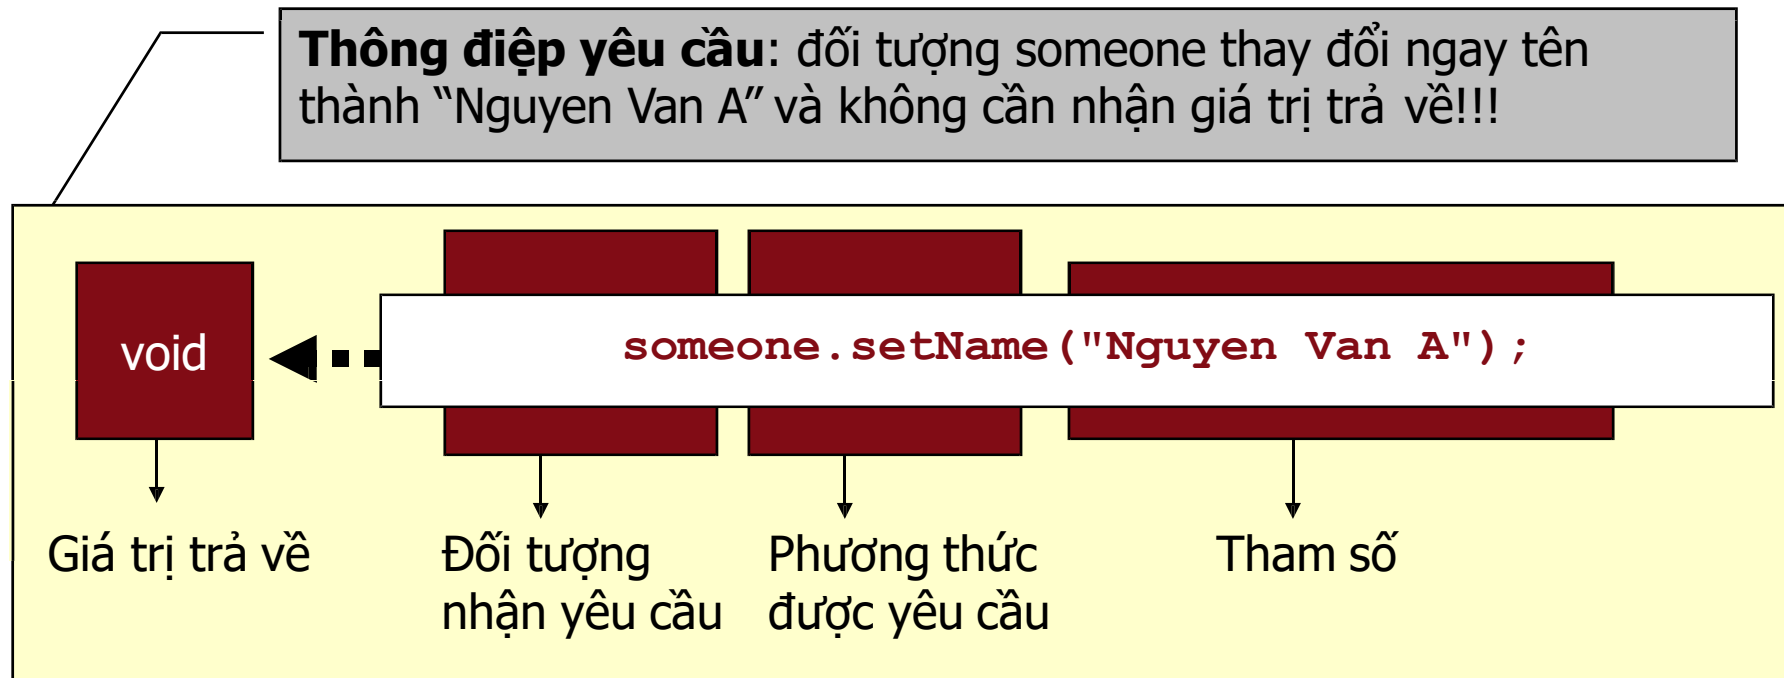 Thông điệp yêu cầu: đối tượng someone thay đổi ngay tên
thành “Nguyen Van A” và không cần nhận giá trị trả về!!!
void
someone.setName("Nguyen Van A");
Giá trị trả về
Đối tượng
nhận yêu cầu
Phương thức
được yêu cầu
Tham số